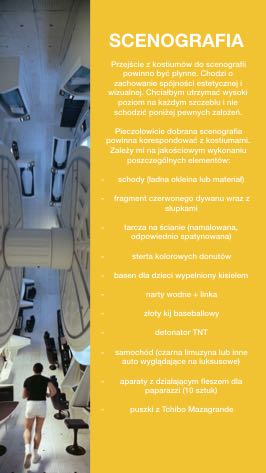 SCENOGRAFIA
Przejście z kostiumów do scenografii
powinno być płynne. Chodzi o
zachowanie spójności estetycznej i
wizualnej. Chciałbym utrzymać wysoki
poziom na każdym szczeblu i nie
schodzić poniżej pewnych założeń.
Pieczołowicie dobrana scenografia
powinna korespondować z kostiumami.
Zależy mi na jakościowym wykonaniu
poszczególnych elementów:
- schody (ładna okleina lub materiał)
- fragment czerwonego dywanu wraz z
słupkami
- tarcza na ścianie (namalowana,
odpowiednio spatynowana)
- sterta kolorowych donutów
- basen dla dzieci wypełniony kisielem
- narty wodne + linka
- złoty kij baseballowy
- detonator TNT
- samochód (czarna limuzyna lub inne
auto wyglądające na luksusowe)
- aparaty z działającym fleszem dla
paparazzi (10 sztuk)
- puszki z Tchibo Mazagrande